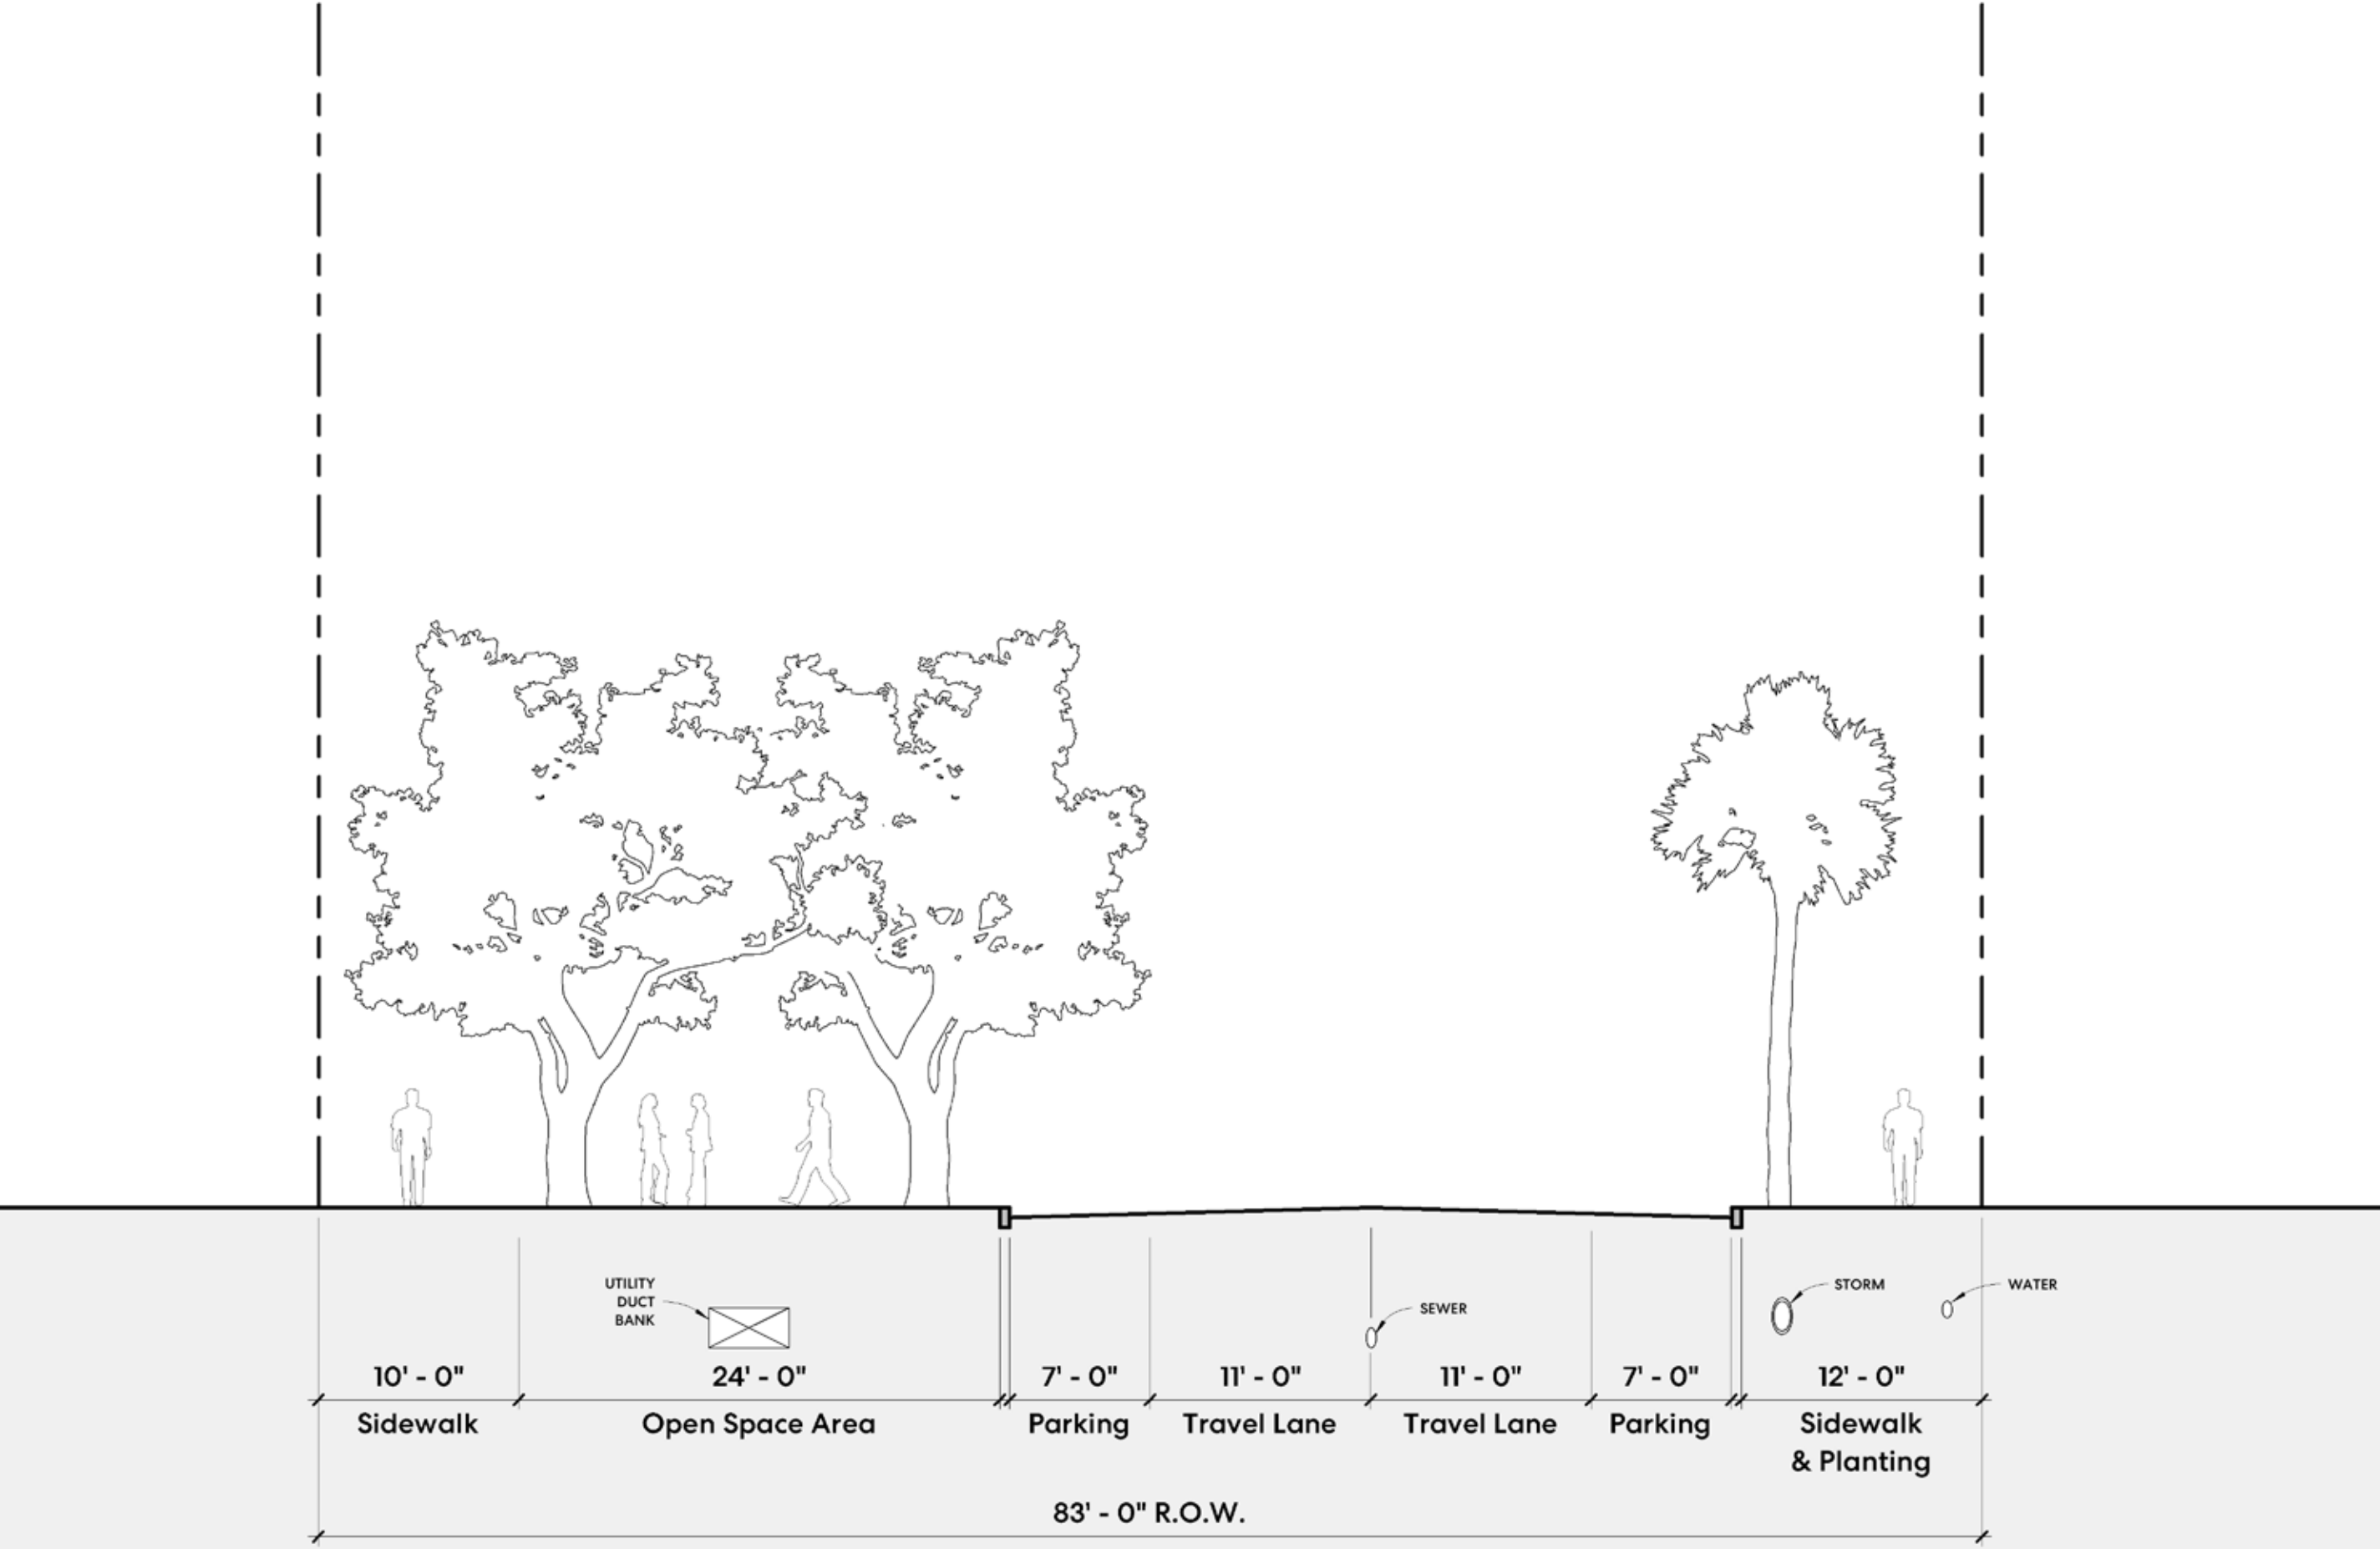 UTILITY
DUCT
BANK
SEWER
STORM
WATER
10' - 0"
24' - 0"
7' - 0"
11' - 0"
11' - 0"
7' - 0"
12' - 0"
Sidewalk
Open Space Area
Parking
Travel Lane
Travel Lane
Parking
Sidewalk
& Planting
83' - 0" R.O.W.